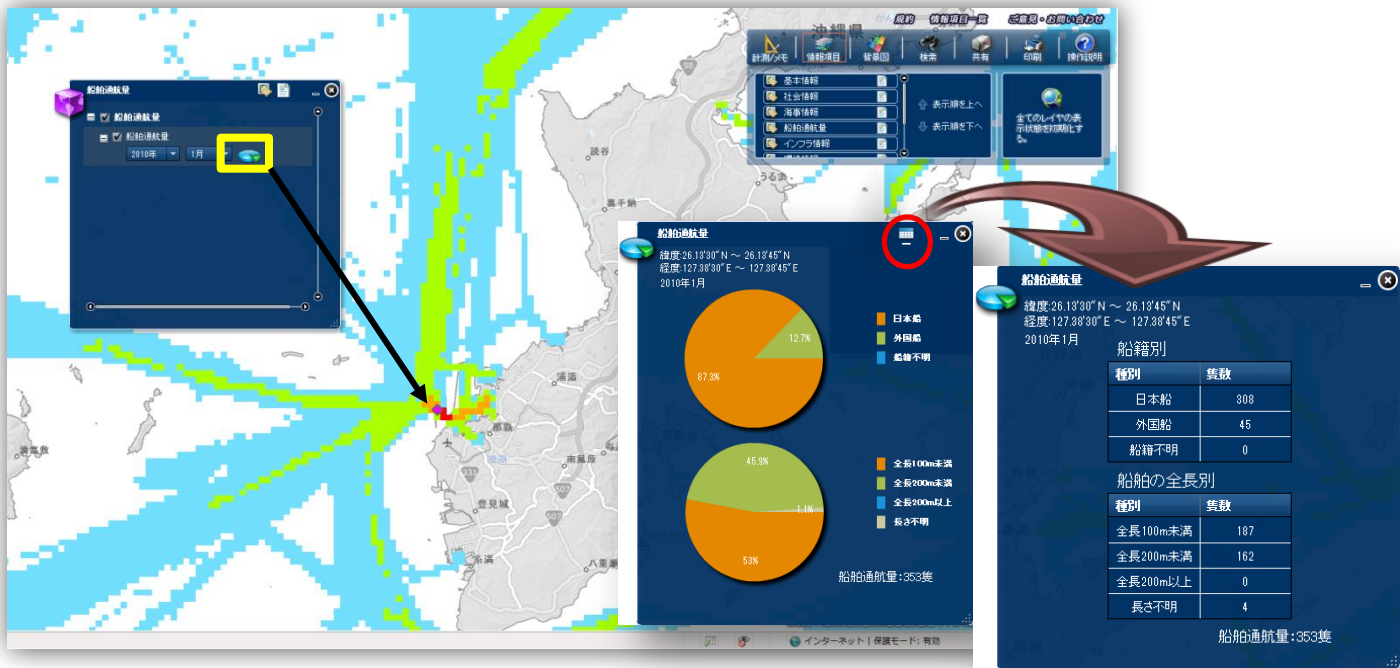 規約 情報項目一覧 ご意見・お問い合わせ
沖縄県
計測/メモ 情報項目 背景図 検索 共有 印刷 操作説明
基本情報
社会情報
海事情報
船舶通航量
インフラ情報
表示順を上へ
表示順を下へ
全てのレイヤの表
示状態を初期化す
る。
船舶通航量
船舶通航量
船舶通航量
2010年 1月
58
読谷
うるま
嘉手納
浦添
那覇
南風原
331
507
507
豊見城
糸満
八重瀬
渡嘉敷
船舶通航量
緯度:26.13'30"N ～ 26.13'45"N
経度:127.38'30"E ～ 127.38'45"E
2010年1月
日本船
外国船
船籍不明
12.7%
87.3%
全長100m未満
全長200m未満
全長200m以上
長さ不明
45.9%
1.1%
53%
船舶通航量:353隻
船舶通航量
緯度:26.13'30"N ～ 26.13'45"N
経度:127.38'30"E ～ 127.38'45"E
2010年1月
船籍別
種別 隻数
日本船 308
外国船 45
船籍不明 0
船舶の全長別
種別 隻数
全長100m未満 187
全長200m未満 162
全長200m以上 0
長さ不明 4
船舶通航量:353隻
インターネット | 保護モード: 有効